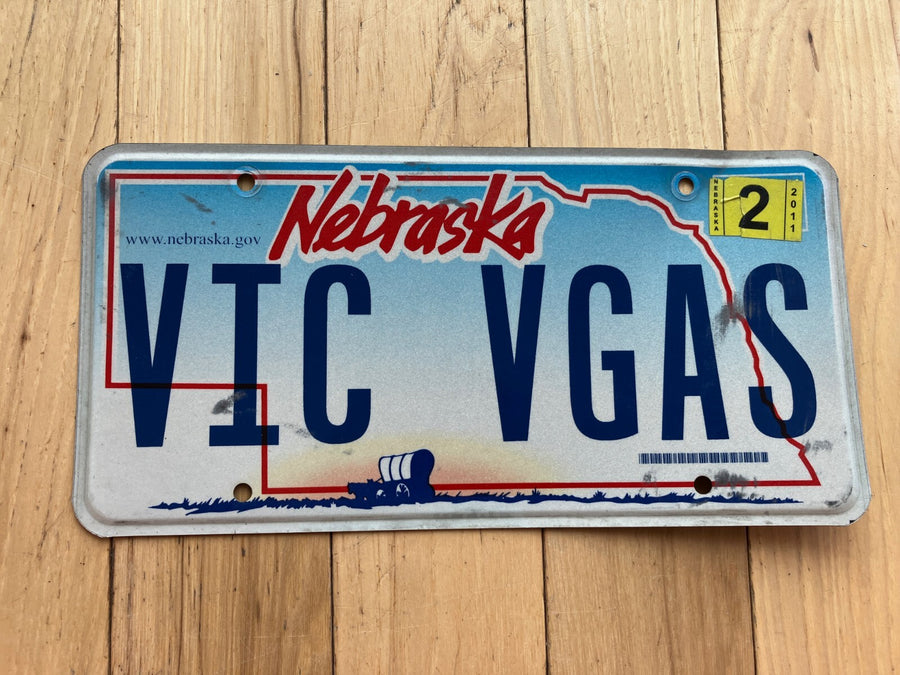 Nebraska
www.nebraska.gov
NEBRASKA 2 2011
VIC VGAS